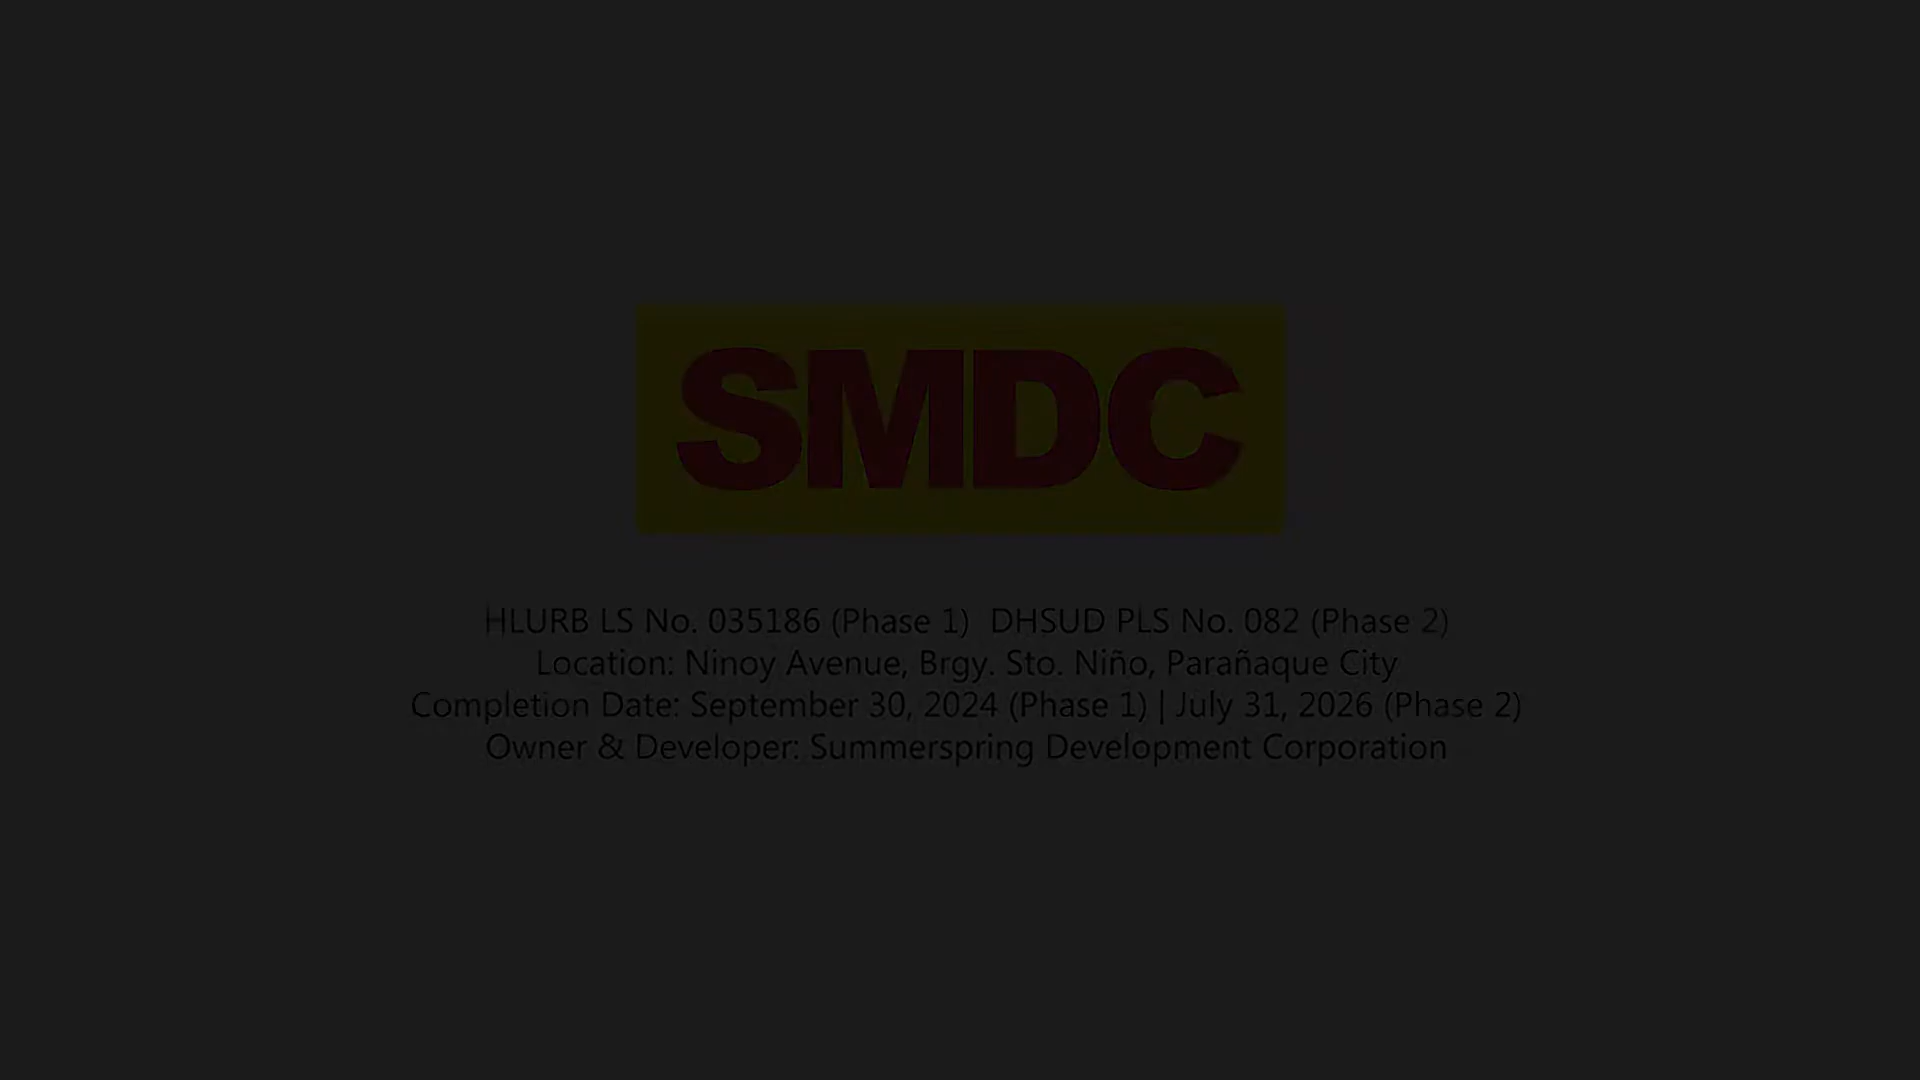 SMDC
HLURB LS No. 035186 (Phase 1)  DHSUD PLS No. 082 (Phase 2)
Location: Ninoy Avenue, Brgy. Sto. Niño, Parañaque City
Completion Date: September 30, 2024 (Phase 1) | July 31, 2026 (Phase 2)
Owner & Developer: Summerspring Development Corporation